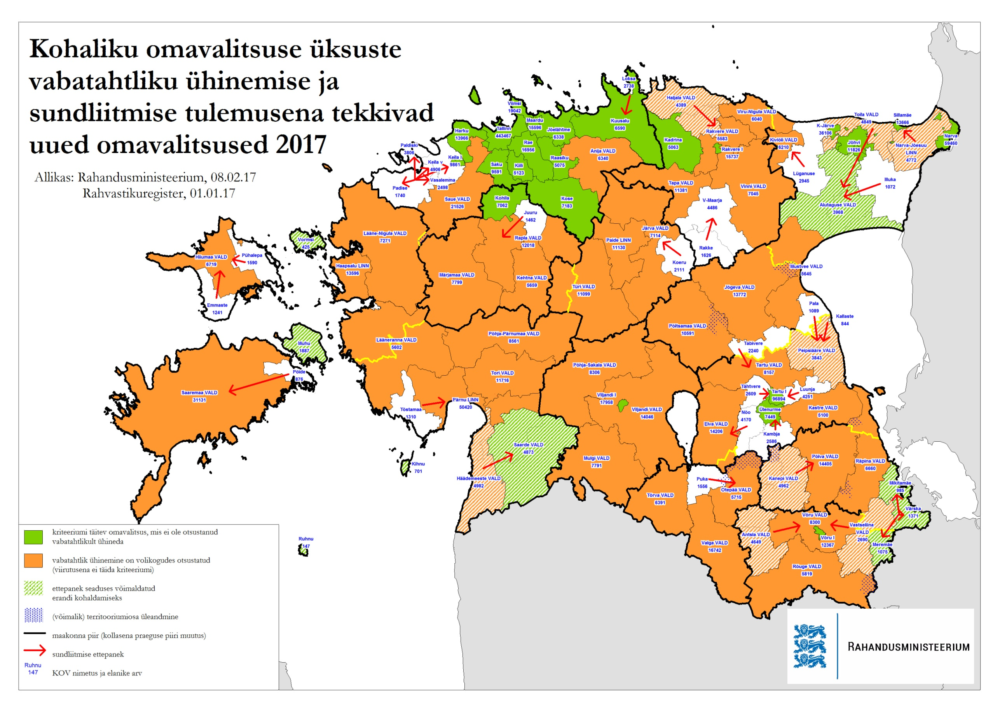 Kohaliku omavalitsuse üksuste
vabatahtliku ühinemise ja
sundliitmise tulemusena tekkivad
uued omavalitsused 2017
Allikas: Rahandusministeerium, 08.02.17
Rahvastikuregister, 01.01.17
Loksa
2738
Haljala VALD
4389
Viimsi
19042
Viru-Nigula VALD
6040
Toila VALD
4849
Sillamäe
13666
Maardu
15596
Kuusalu
6590
K-Järve
36106
Harku
13966
Tallinn
443467
Jõelähtme
6338
Rakvere VALD
5583
Narva
59460
Rae
16956
Kadrina
5063
Kiviõli VALD
6210
Jõhvi
11826
Narva-Jõesuu
LINN
4772
Paldiski
3806
Anija VALD
6340
Rakvere l
15737
Keila l
9861
Raasiku
5075
Keila v
4906
Saku
9591
Kiili
5123
Lüganuse
2945
Vasalemma
2498
Illuka
1072
Padise
1740
Tapa VALD
11381
Vinni VALD
7045
Saue VALD
21526
Kohila
7062
Kose
7183
V-Maarja
4486
Alutaguse VALD
3968
Juuru
1462
Järva VALD
7114
Lääne-Nigula VALD
7271
Rapla VALD
12018
Paide LINN
11130
Vormsi
425
Rakke
1626
Hiiumaa VALD
6719
Pühalepa
1590
Haapsalu LINN
13596
Koeru
2111
Mustvee VALD
5645
Märjamaa VALD
7799
Kehtna VALD
5659
Türi VALD
11099
Jõgeva VALD
13772
Emmaste
1241
Pala
1089
Kallaste
844
Põltsamaa VALD
10591
Lääneranna VALD
5602
Põhja-Pärnumaa VALD
8561
Muhu
1887
Tabivere
2240
Peipsiääre VALD
3843
Põhja-Sakala VALD
8306
Tartu VALD
8157
Põide
876
Tori VALD
11716
Saaremaa VALD
31131
Tähtvere
2609
Tartu l
96894
Luunja
4251
Viljandi l
17958
Pärnu LINN
50420
Tõstamaa
1310
Viljandi VALD
14046
Ülenurme
7449
Kastre VALD
5100
Nõo
4170
Elva VALD
14206
Kambja
2586
Saarde VALD
4873
Mulgi VALD
7791
Põlva VALD
14405
Räpina VALD
6660
Kihnu
701
Häädemeeste VALD
4982
Puka
1556
Kanepi VALD
4962
Mikitamäe
985
Otepää VALD
5715
Tõrva VALD
6391
Värska
1371
Võru VALD
8300
Vastseliina
VALD
2690
Antsla VALD
4649
Võru l
12367
Ruhnu
147
Valga VALD
16742
Meremäe
1075
Rõuge VALD
5819
kriteeriumi täitev omavalitsus, mis ei ole otsustanud
vabatahtlikult ühineda
vabatahtlik ühinemine on volikogudes otsustatud
(viirutusena ei täida kriteeriumi)
ettepanek seaduses võimaldatud
erandi kohaldamiseks
(võimalik) territooriumiosa üleandmine
maakonna piir (kollasena praeguse piiri muutus)
sundliitmise ettepanek
Ruhnu
147
KOV nimetus ja elanike arv
RAHANDUSMINISTEERIUM